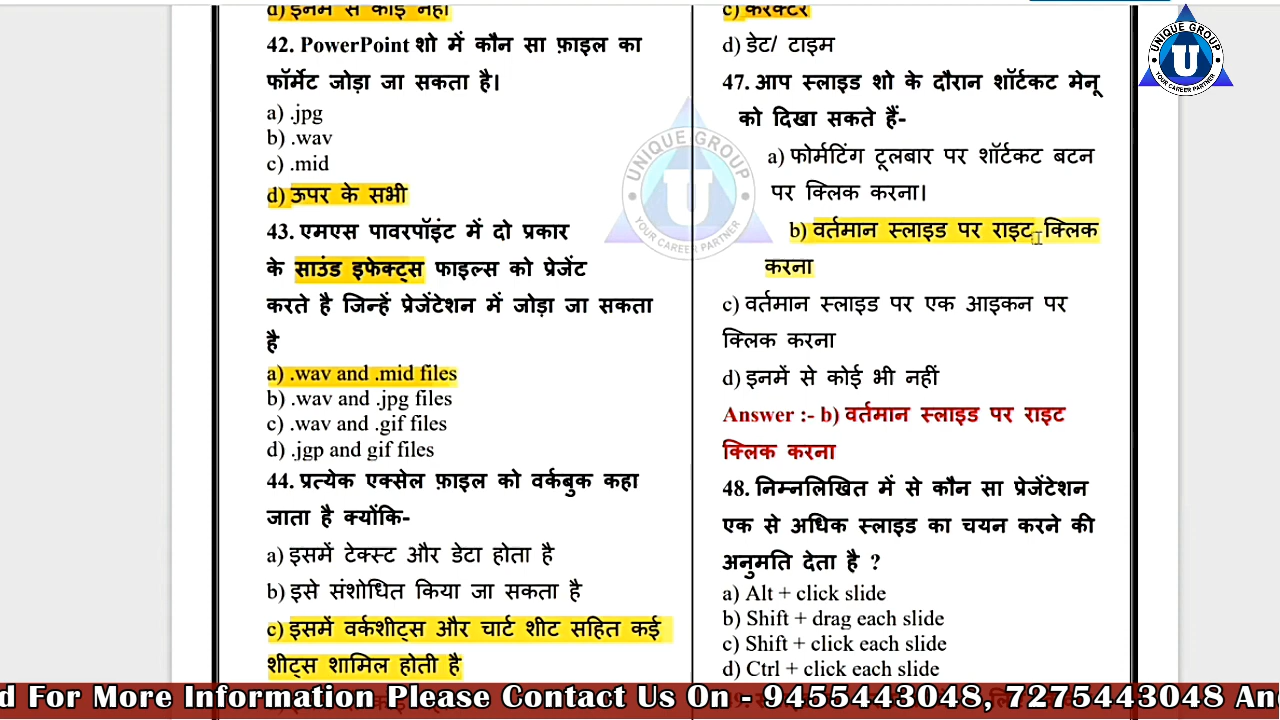 d) इनमें से कोई नहीं
42. PowerPoint शो में कौन सा फ़ाइल का
फॉर्मेट जोड़ा जा सकता है।
a) .jpg
b) .wav
c) .mid
d) ऊपर के सभी
43. एमएस पावरपॉइंट में दो प्रकार
के साउंड इफेक्ट्स फाइल्स को प्रेजेंट
करते है जिन्हें प्रेजेंटेशन में जोड़ा जा सकता
है
a) .wav and .mid files
b) .wav and .jpg files
c) .wav and .gif files
d) .jgp and gif files
44. प्रत्येक एक्सेल फ़ाइल को वर्कबुक कहा
जाता है क्योंकि-
a) इसमें टेक्स्ट और डेटा होता है
b) इसे संशोधित किया जा सकता है
c) इसमें वर्कशीट्स और चार्ट शीट सहित कई
शीट्स शामिल होती है
c) करैक्टर
d) डेट/ टाइम
47. आप स्लाइड शो के दौरान शॉर्टकट मेनू
को दिखा सकते हैं-
a) फोर्मटिंग टूलबार पर शॉर्टकट बटन
पर क्लिक करना।
b) वर्तमान स्लाइड पर राइट क्लिक
करना
c) वर्तमान स्लाइड पर एक आइकन पर
क्लिक करना
d) इनमें से कोई भी नहीं
Answer :- b) वर्तमान स्लाइड पर राइट
क्लिक करना
48. निम्नलिखित में से कौन सा प्रेजेंटेशन
एक से अधिक स्लाइड का चयन करने की
अनुमति देता है ?
a) Alt + click slide
b) Shift + drag each slide
c) Shift + click each slide
d) Ctrl + click each slide
UNIQUE GROUP
U
YOUR CAREER PARTNER
UNIQUE GROUP
U
YOUR CAREER PARTNER
d For More Information Please Contact Us On - 9455443048, 7275443048 An